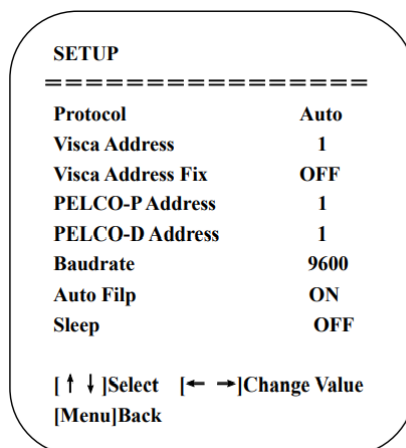 SETUP
==================
Protocol Auto
Visca Address 1
Visca Address Fix OFF
PELCO-P Address 1
PELCO-D Address 1
Baudrate 9600
Auto Filp ON
Sleep OFF
[↑ ↓]Select [← →]Change Value
[Menu]Back